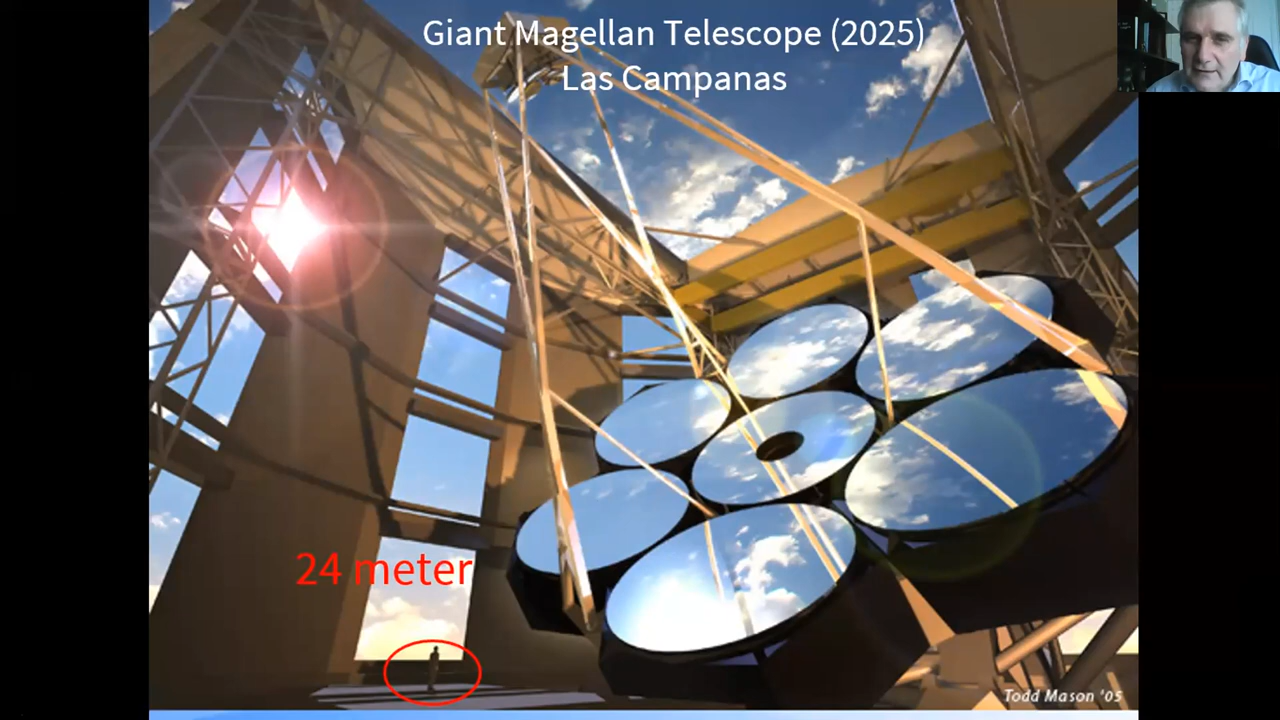 Giant Magellan Telescope (2025)
Las Campanas
24 meter
Todd Mason '05